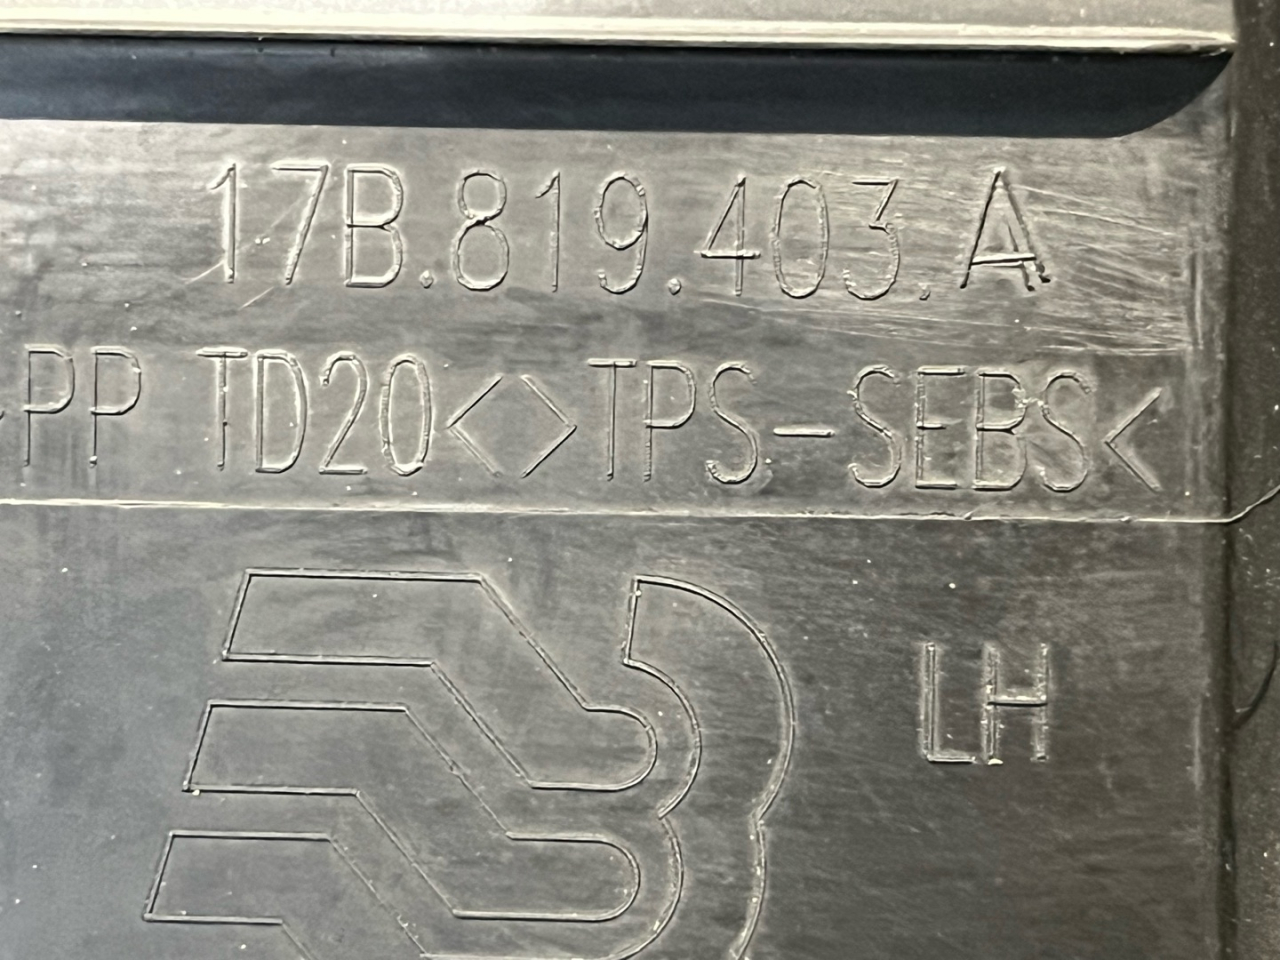 17B.819.403.A
>PP TD20<>TPS-SEBS<
LH